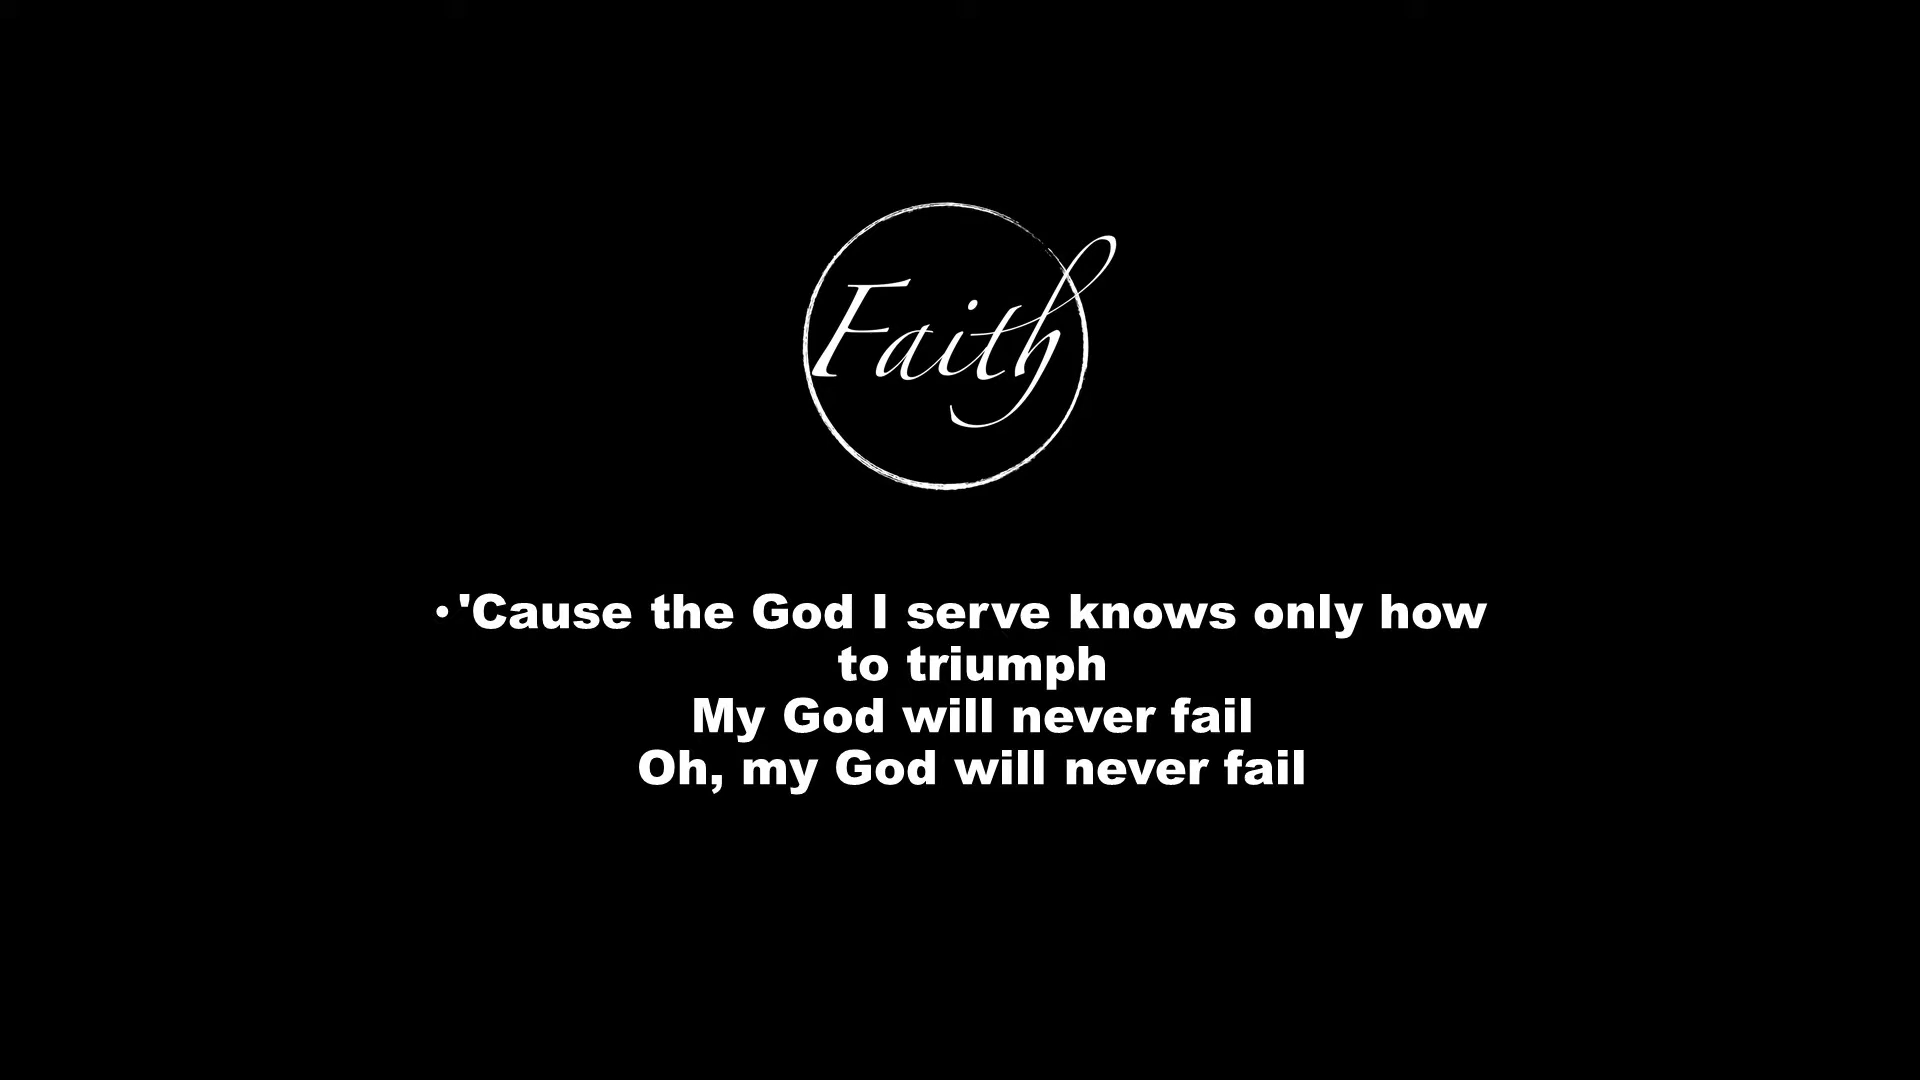 Faith
•'Cause the God I serve knows only how
to triumph
My God will never fail
Oh, my God will never fail